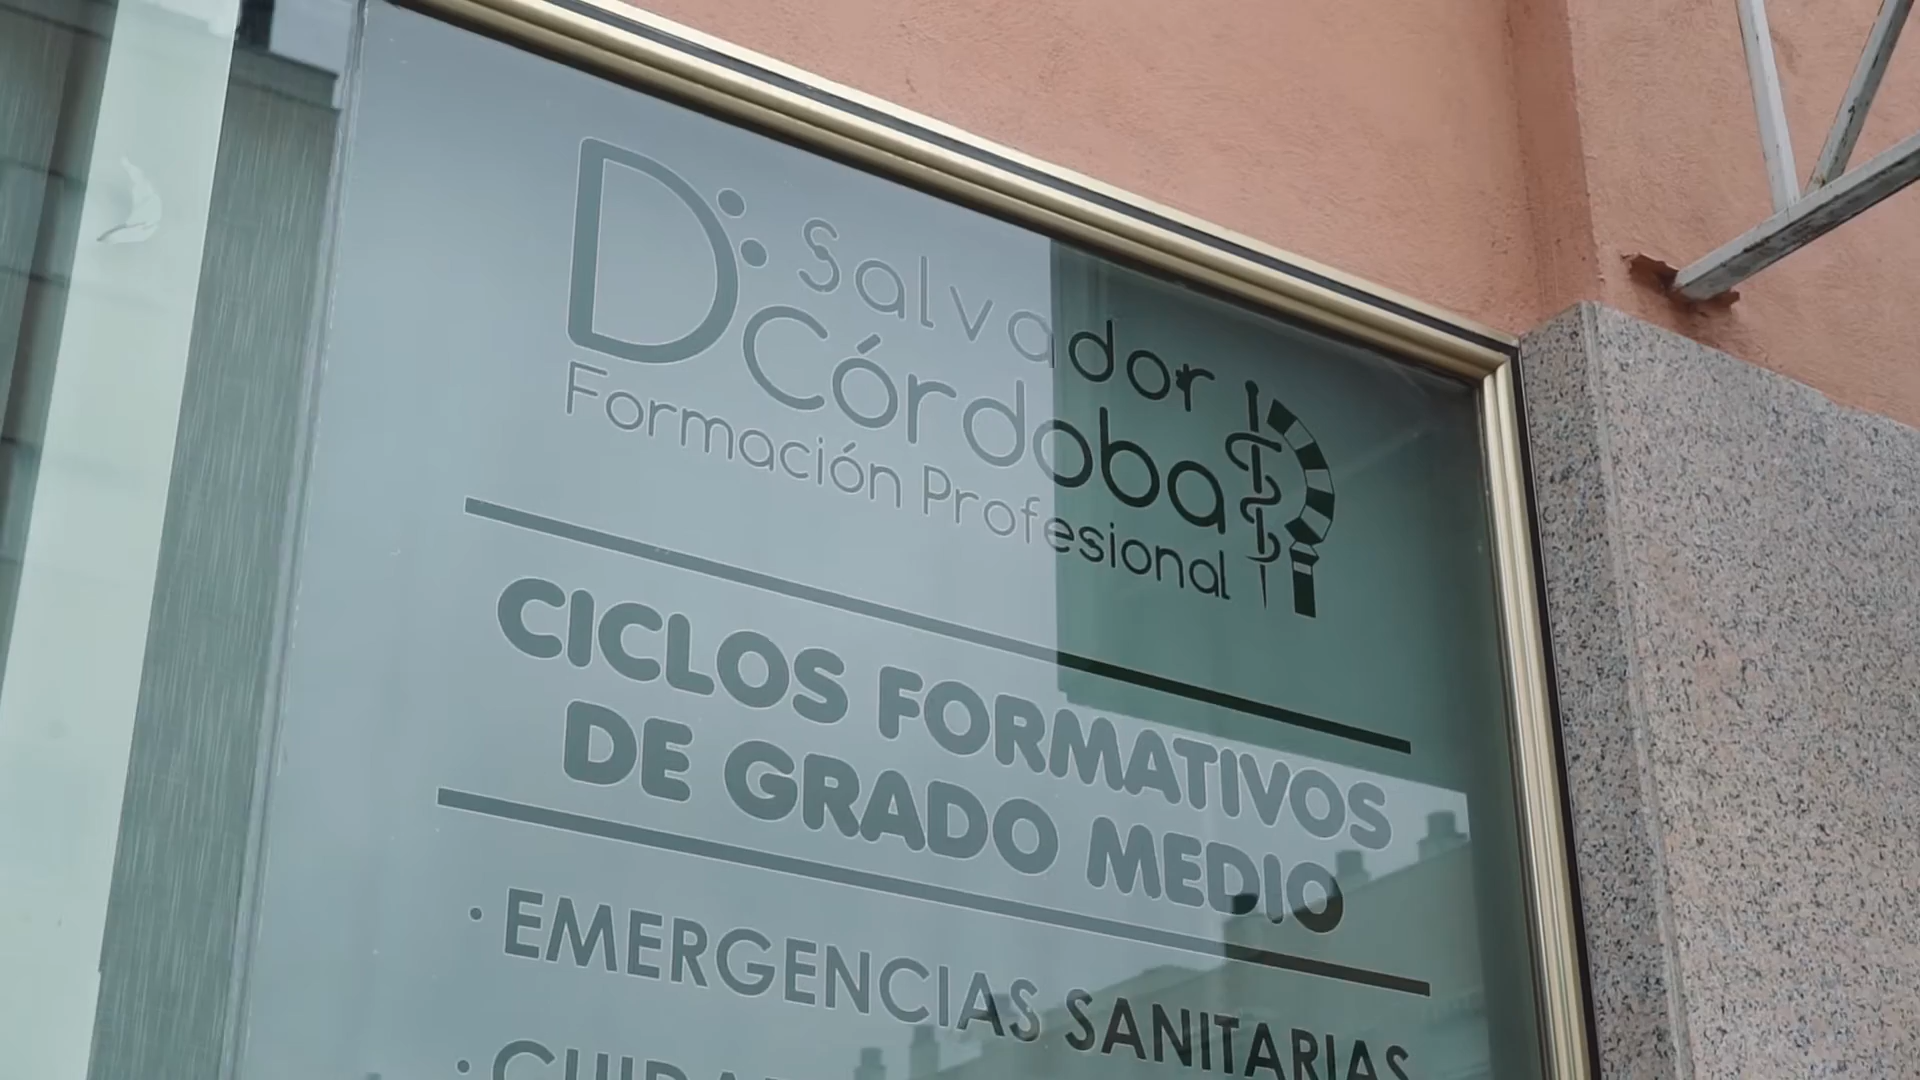 D: Salvador
Córdoba
Formación Profesional
CICLOS FORMATIVOS
DE GRADO MEDIO
· EMERGENCIAS SANITARIAS